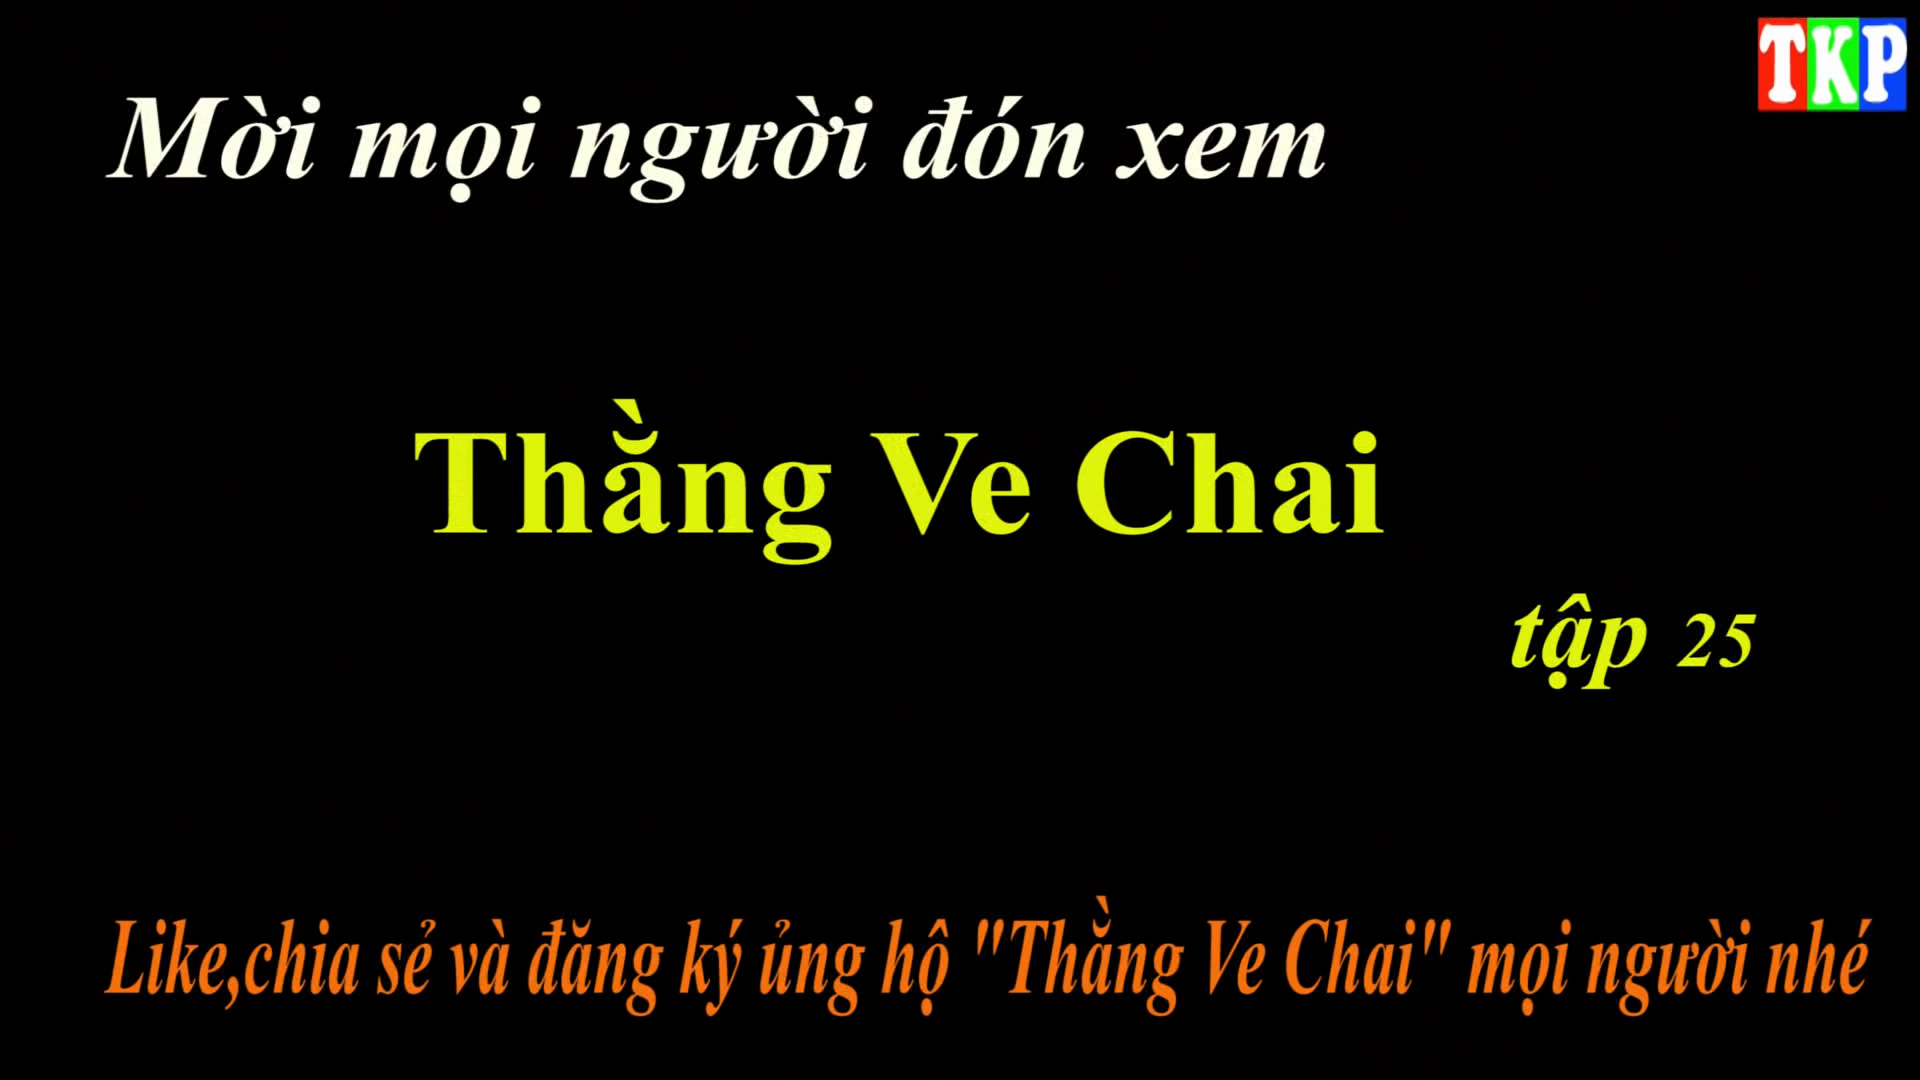 TKP
Mời mọi người đón xem
Thằng Ve Chai
tập 25
Like,chia sẻ và đăng ký ủng hộ "Thằng Ve Chai" mọi người nhé